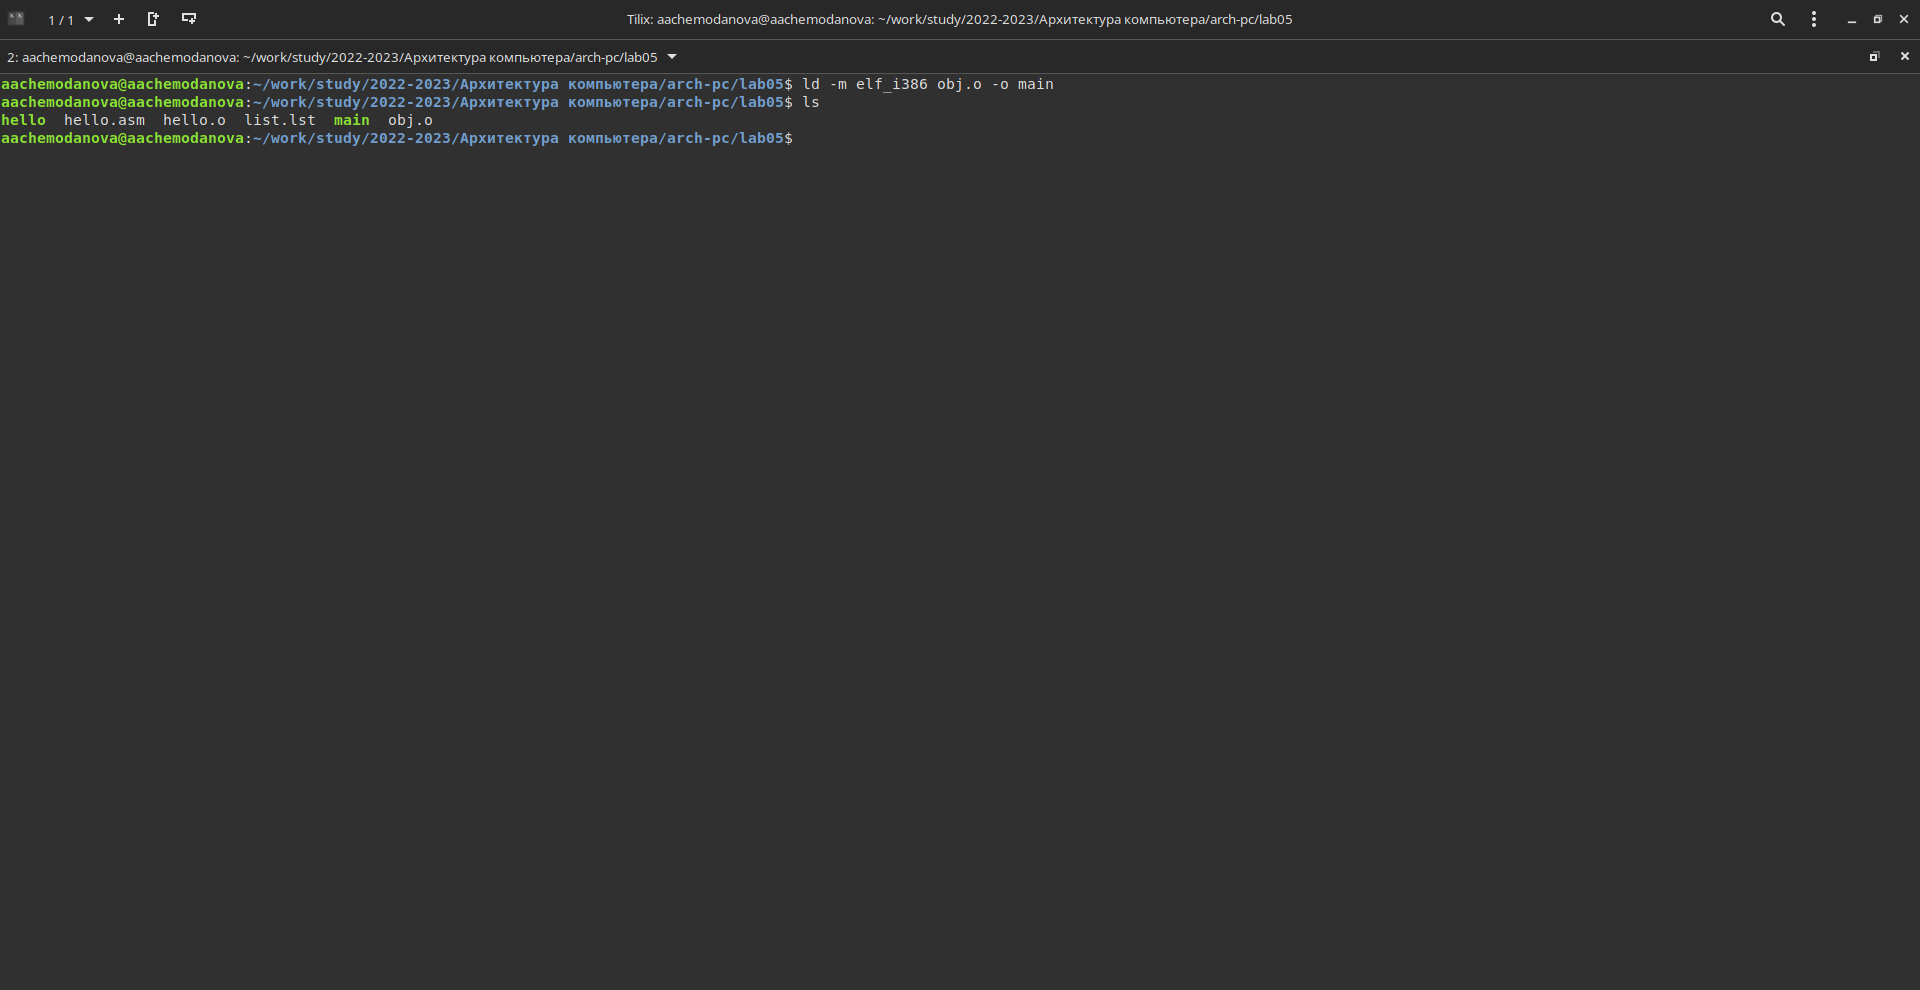 1 / 1
Tilix: aachemodanova@aachemodanova: ~/work/study/2022-2023/Архитектура компьютера/arch-pc/lab05
2: aachemodanova@aachemodanova: ~/work/study/2022-2023/Архитектура компьютера/arch-pc/lab05
aachemodanova@aachemodanova:~/work/study/2022-2023/Архитектура компьютера/arch-pc/lab05$ ld -m elf_i386 obj.o -o main
aachemodanova@aachemodanova:~/work/study/2022-2023/Архитектура компьютера/arch-pc/lab05$ ls
hello  hello.asm  hello.o  list.lst  main  obj.o
aachemodanova@aachemodanova:~/work/study/2022-2023/Архитектура компьютера/arch-pc/lab05$